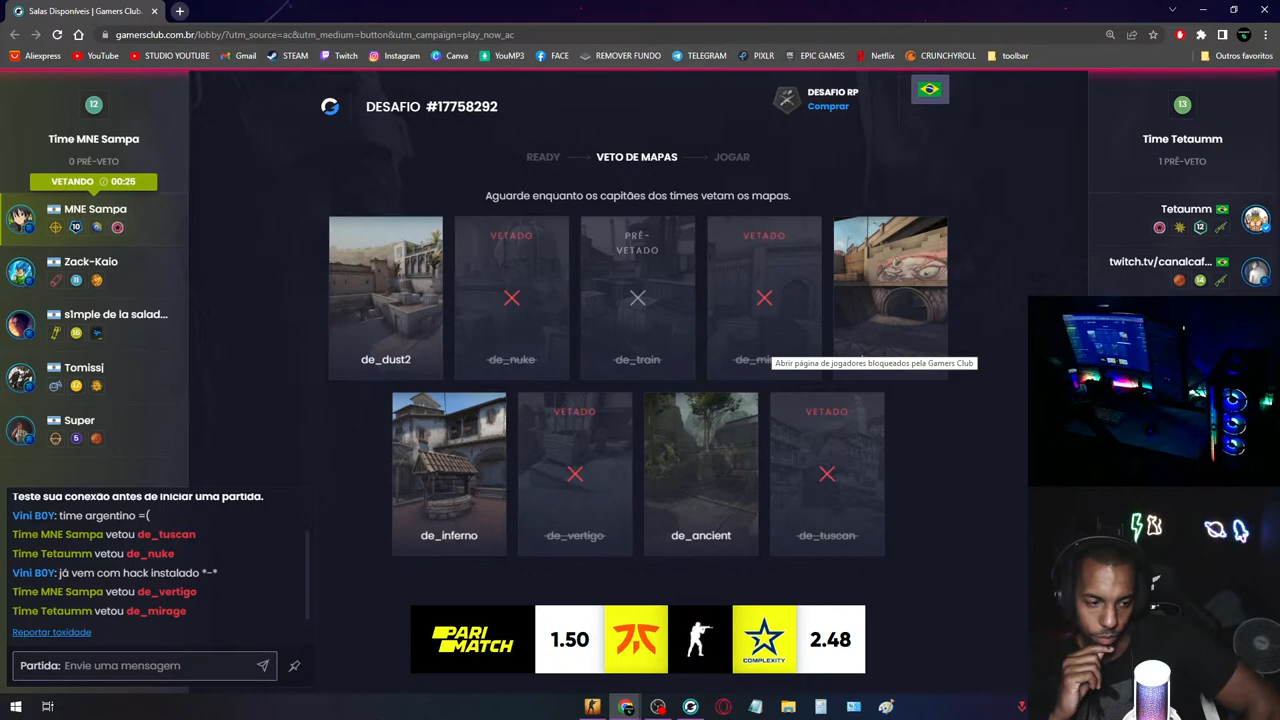 Salas Disponíveis | Gamers Club.
gamersclub.com.br/lobby/?utm_source=ac&utm_medium=button&utm_campaign=play_now_ac
Aliexpress
YouTube
STUDIO YOUTUBE
Gmail
STEAM
Twitch
Instagram
Canva
YouMP3
FACE
REMOVER FUNDO
TELEGRAM
PIXLR
EPIC GAMES
Netflix
CRUNCHYROLL
toolbar
Outros favoritos
12
Time MNE Sampa
0 PRÉ-VETO
VETANDO 00:25
MNE Sampa
10
Zack-Kaio
11
s1mple de la salad...
16
Tomissj
17
Super
5
DESAFIO #17758292
DESAFIO RP
Comprar
READY
VETO DE MAPAS
JOGAR
Aguarde enquanto os capitães dos times vetam os mapas.
de_dust2
VETADO
de_nuke
PRÉ-
VETADO
de_train
VETADO
de_mi
Abrir página de jogadores bloqueados pela Gamers Club
de_inferno
VETADO
de_vertigo
de_ancient
VETADO
de_tuscan
13
Time Tetaumm
1 PRÉ-VETO
Tetaumm
12
twitch.tv/canalcaf...
14
Teste sua conexão antes de iniciar uma partida.
Vini B0Y: time argentino =(
Time MNE Sampa vetou de_tuscan
Time Tetaumm vetou de_nuke
Vini B0Y: já vem com hack instalado *-*
Time MNE Sampa vetou de_vertigo
Time Tetaumm vetou de_mirage
Reportar toxidade
Partida: Envie uma mensagem
PARI
MATCH
1.50
COMPLEXITY
2.48